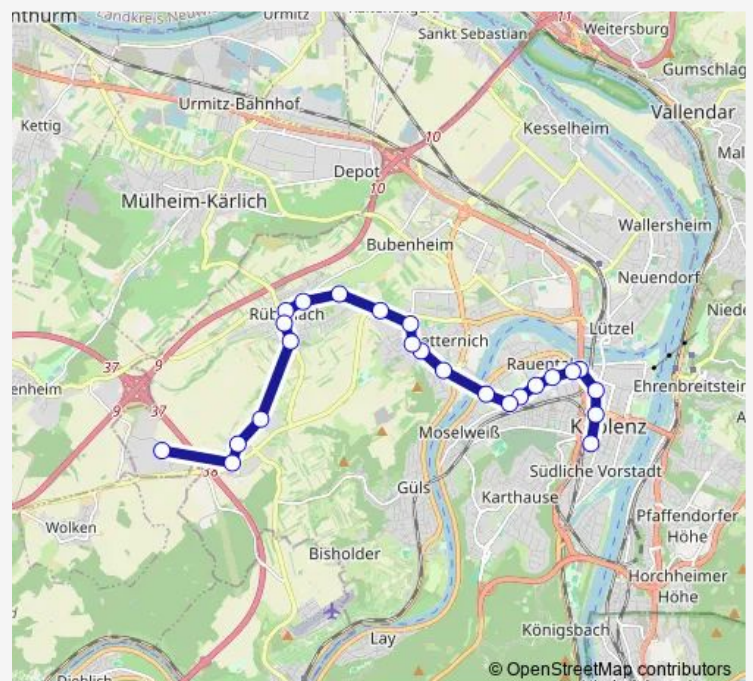 Urmitz
Sankt Sebastian
11
Weitersburg
Gumschlag
Urmitz-Bahnhof
Vallendar
Kettig
10
Kesselheim
Depot
10
Mülheim-Kärlich
Wallersheim
Bubenheim
Neuendorf
Lützel
37
9
Rauental
Ehrenbreitstein
9
37
Moselweiß
Südliche Vorstadt
Güls
Karthause
Wolken
Pfaffendorfer
Höhe
Bisholder
Horchheimer
Höhe
Königsbach
Lay
© OpenStreetMap contributors